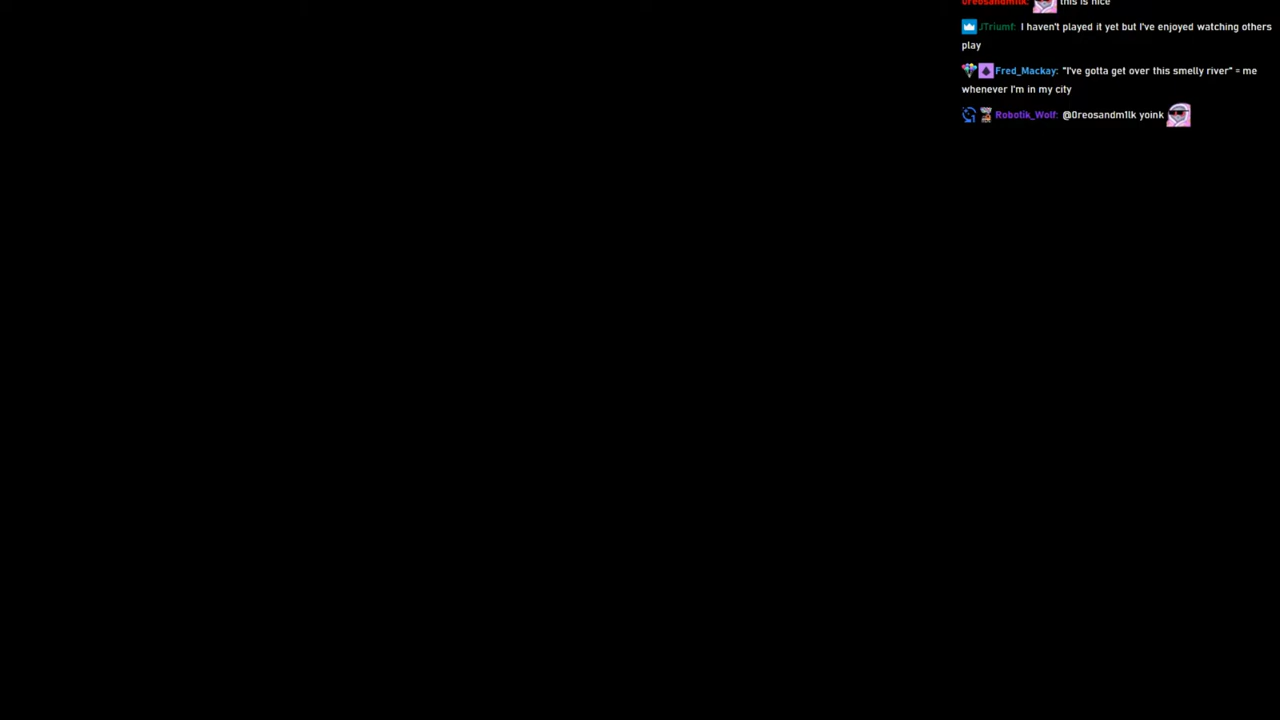 0reosandm1lk: this is nice
JTriumf: I haven't played it yet but I've enjoyed watching others
play
Fred_Mackay: "I've gotta get over this smelly river" = me
whenever I'm in my city
Robotik_Wolf: @0reosandm1lk yoink